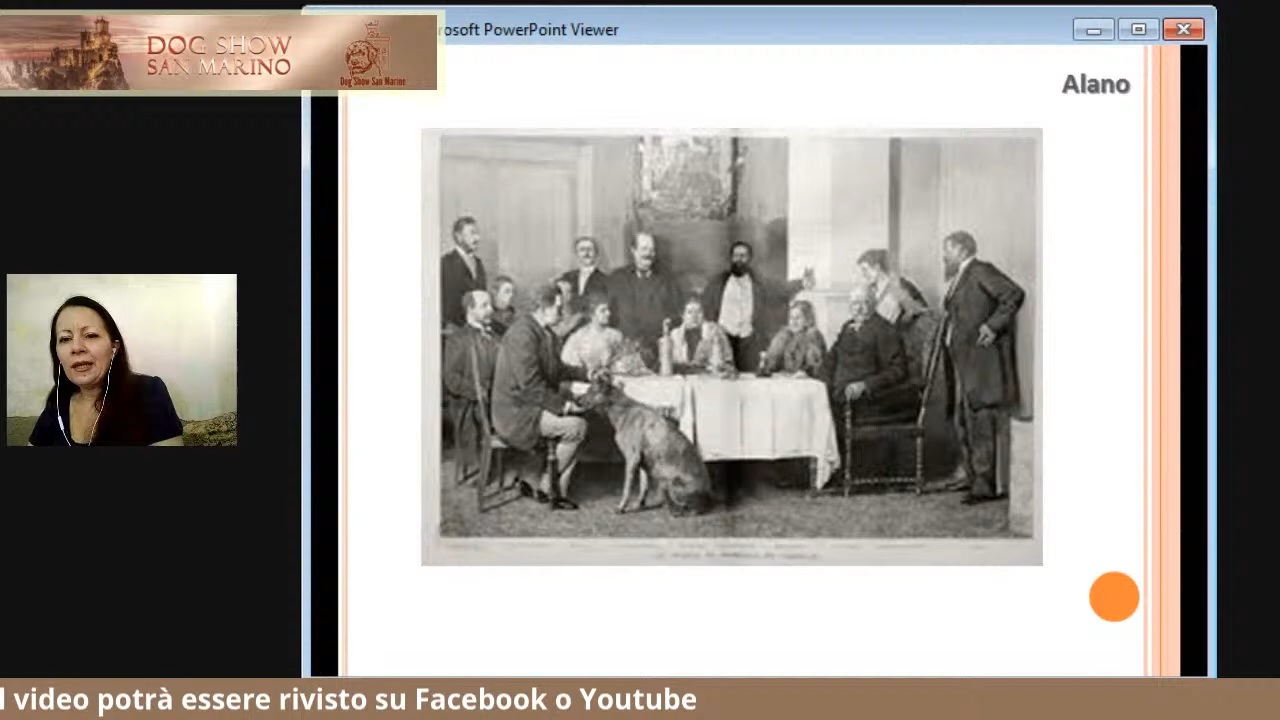 DOG SHOW
SAN MARINO
Dog Show San Marino
rosoft PowerPoint Viewer
Alano
l video potrà essere rivisto su Facebook o Youtube